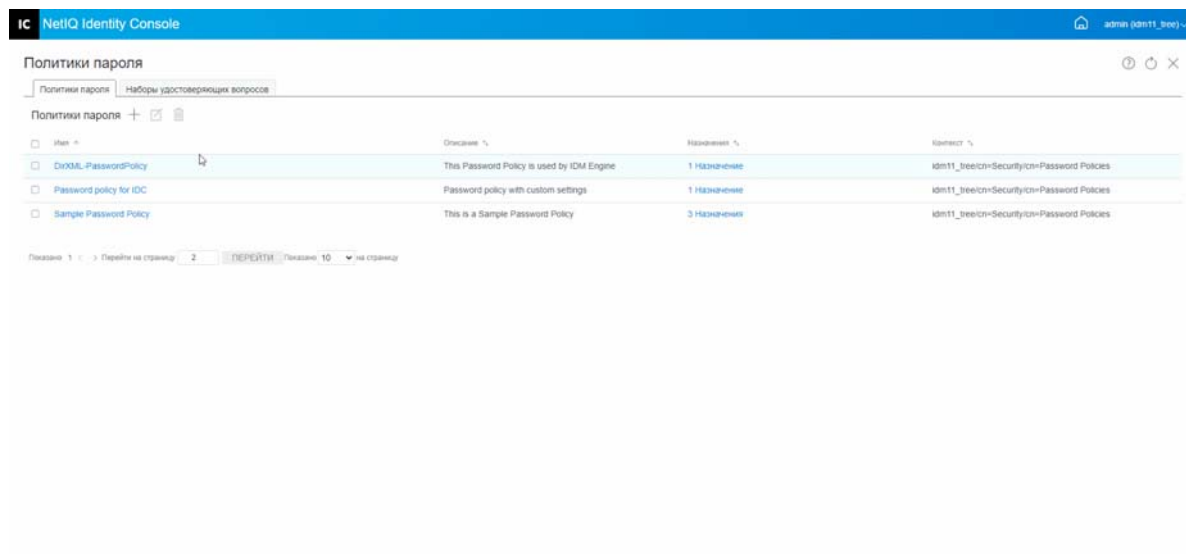 IC NetIQ Identity Console admin (idm11_tree)
Политики пароля
Политики пароля Наборы удостоверяющих вопросов
Политики пароля
Имя Описание Назначения Контекст
DirXML-PasswordPolicy This Password Policy is used by IDM Engine 1 Назначение idm11_tree/cn=Security/cn=Password Policies
Password policy for IDC Password policy with custom settings 1 Назначение idm11_tree/cn=Security/cn=Password Policies
Sample Password Policy This is a Sample Password Policy 3 Назначения idm11_tree/cn=Security/cn=Password Policies
Показано 1 < > Перейти на страницу 2 ПЕРЕЙТИ Показано 10 на страницу